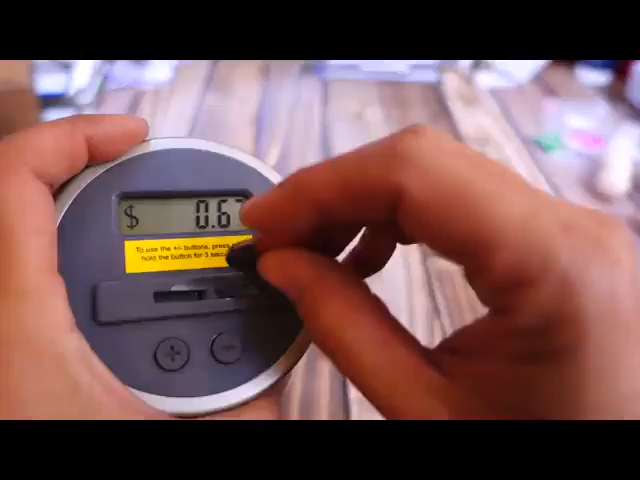 $ 0.67
To use the +/- buttons, press
hold the button for 3